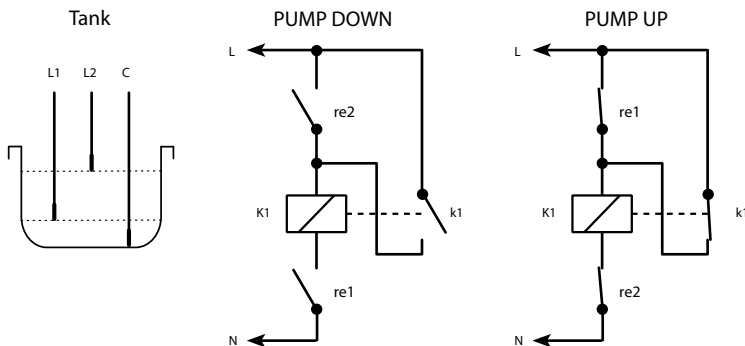 Tank
L1
L2
C
PUMP DOWN
L
re2
K1
k1
re1
N
PUMP UP
L
re1
K1
k1
re2
N